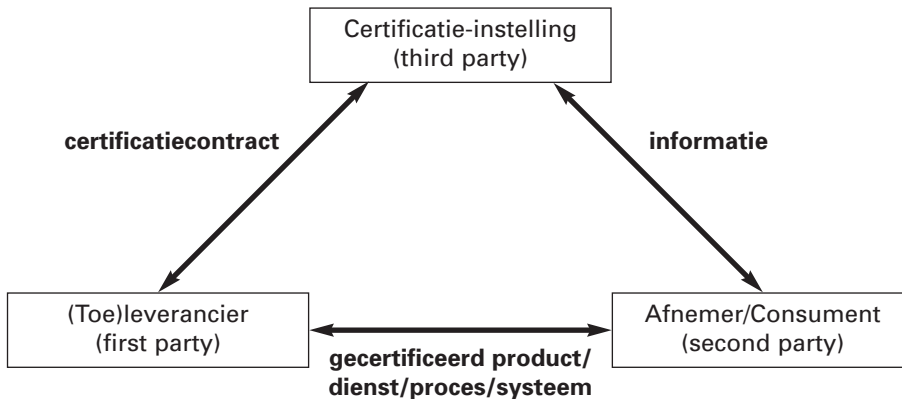 Certificatie-instelling
(third party)
certificatiecontract
informatie
(Toe)leverancier
(first party)
Afnemer/Consument
(second party)
gecertificeerd product/
dienst/proces/systeem